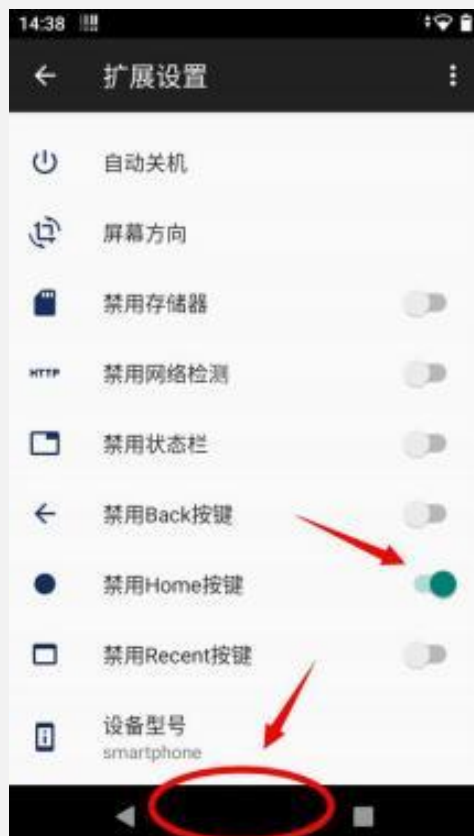 14:38
扩展设置
自动关机
屏幕方向
禁用存储器
HTTP 禁用网络检测
禁用状态栏
禁用Back按键
禁用Home按键
禁用Recent按键
设备型号
smartphone